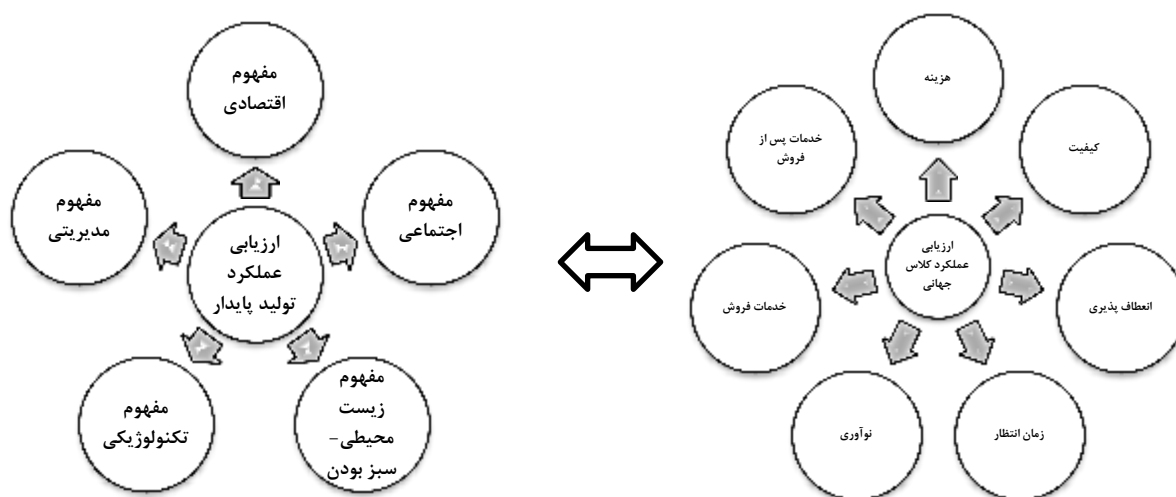 هزینه
کیفیت
انعطاف پذیری
زمان انتظار
نوآوری
خدمات فروش
خدمات پس از
فروش
ارزیابی
عملکرد کلاس
جهانی
مفهوم
اقتصادی
مفهوم
اجتماعی
مفهوم
زیست
محیطی-
سبز بودن
مفهوم
تکنولوژیکی
مفهوم
مدیریتی
ارزیابی
عملکرد
تولید پایدار